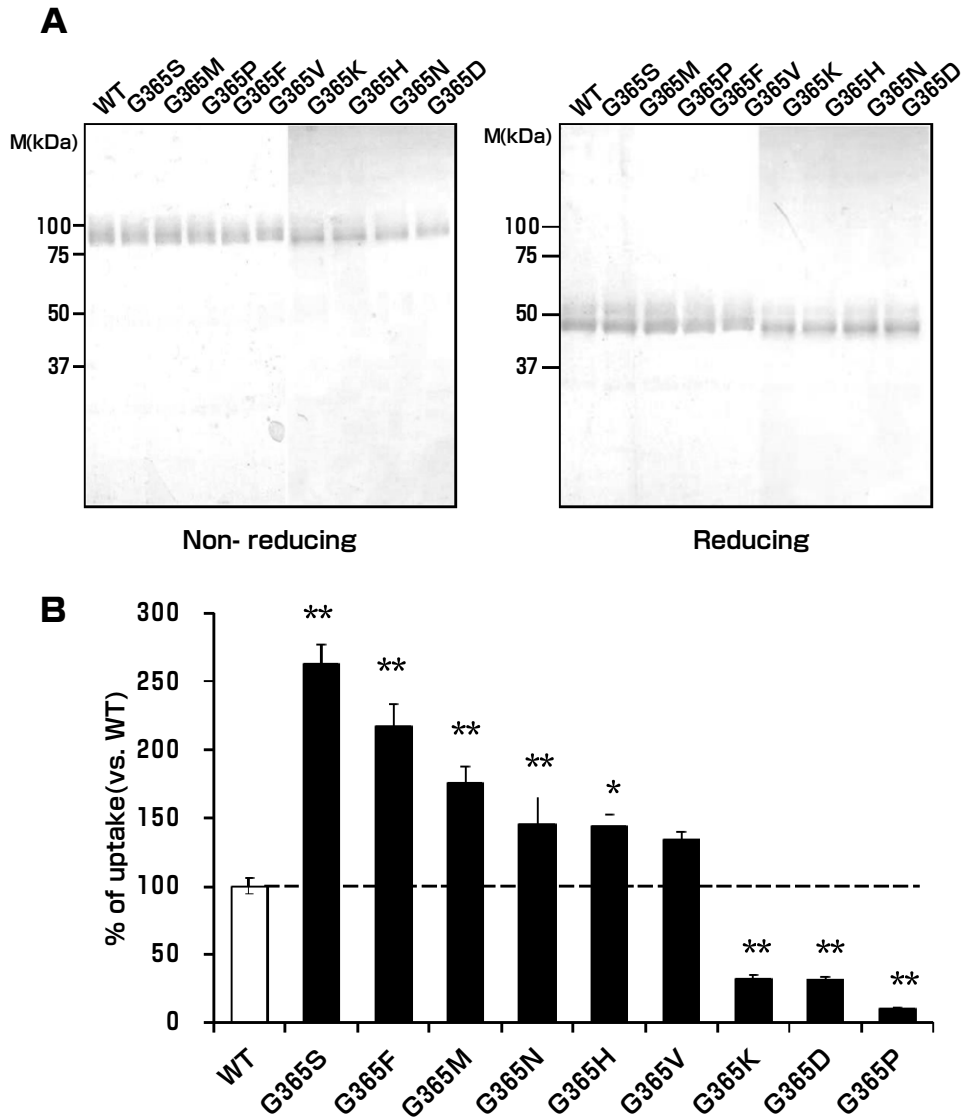 A
WT G365S G365M G365P G365F G365V G365K G365H G365N G365D
M(kDa)
100
75
50
37
Non- reducing
WT G365S G365M G365P G365F G365V G365K G365H G365N G365D
M(kDa)
100
75
50
37
Reducing
B
% of uptake(vs. WT)
300
250
200
150
100
50
0
** ** ** ** * ** ** **
WT G365S G365F G365M G365N G365H G365V G365K G365D G365P